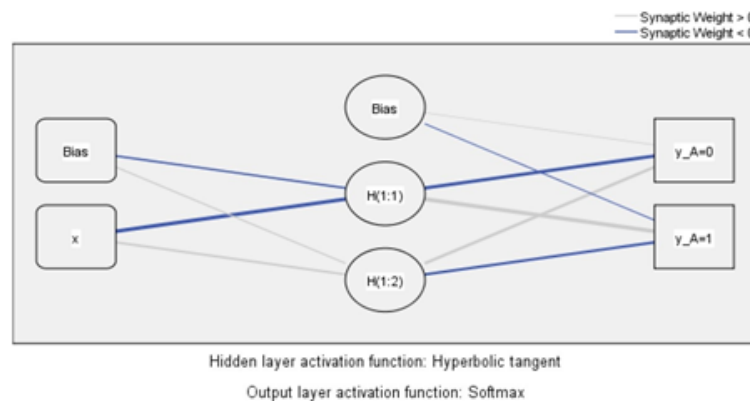 Synaptic Weight > 0
Synaptic Weight < 0
Bias
Bias
y_A=0
x
H(1:1)
y_A=1
H(1:2)
Hidden layer activation function: Hyperbolic tangent
Output layer activation function: Softmax